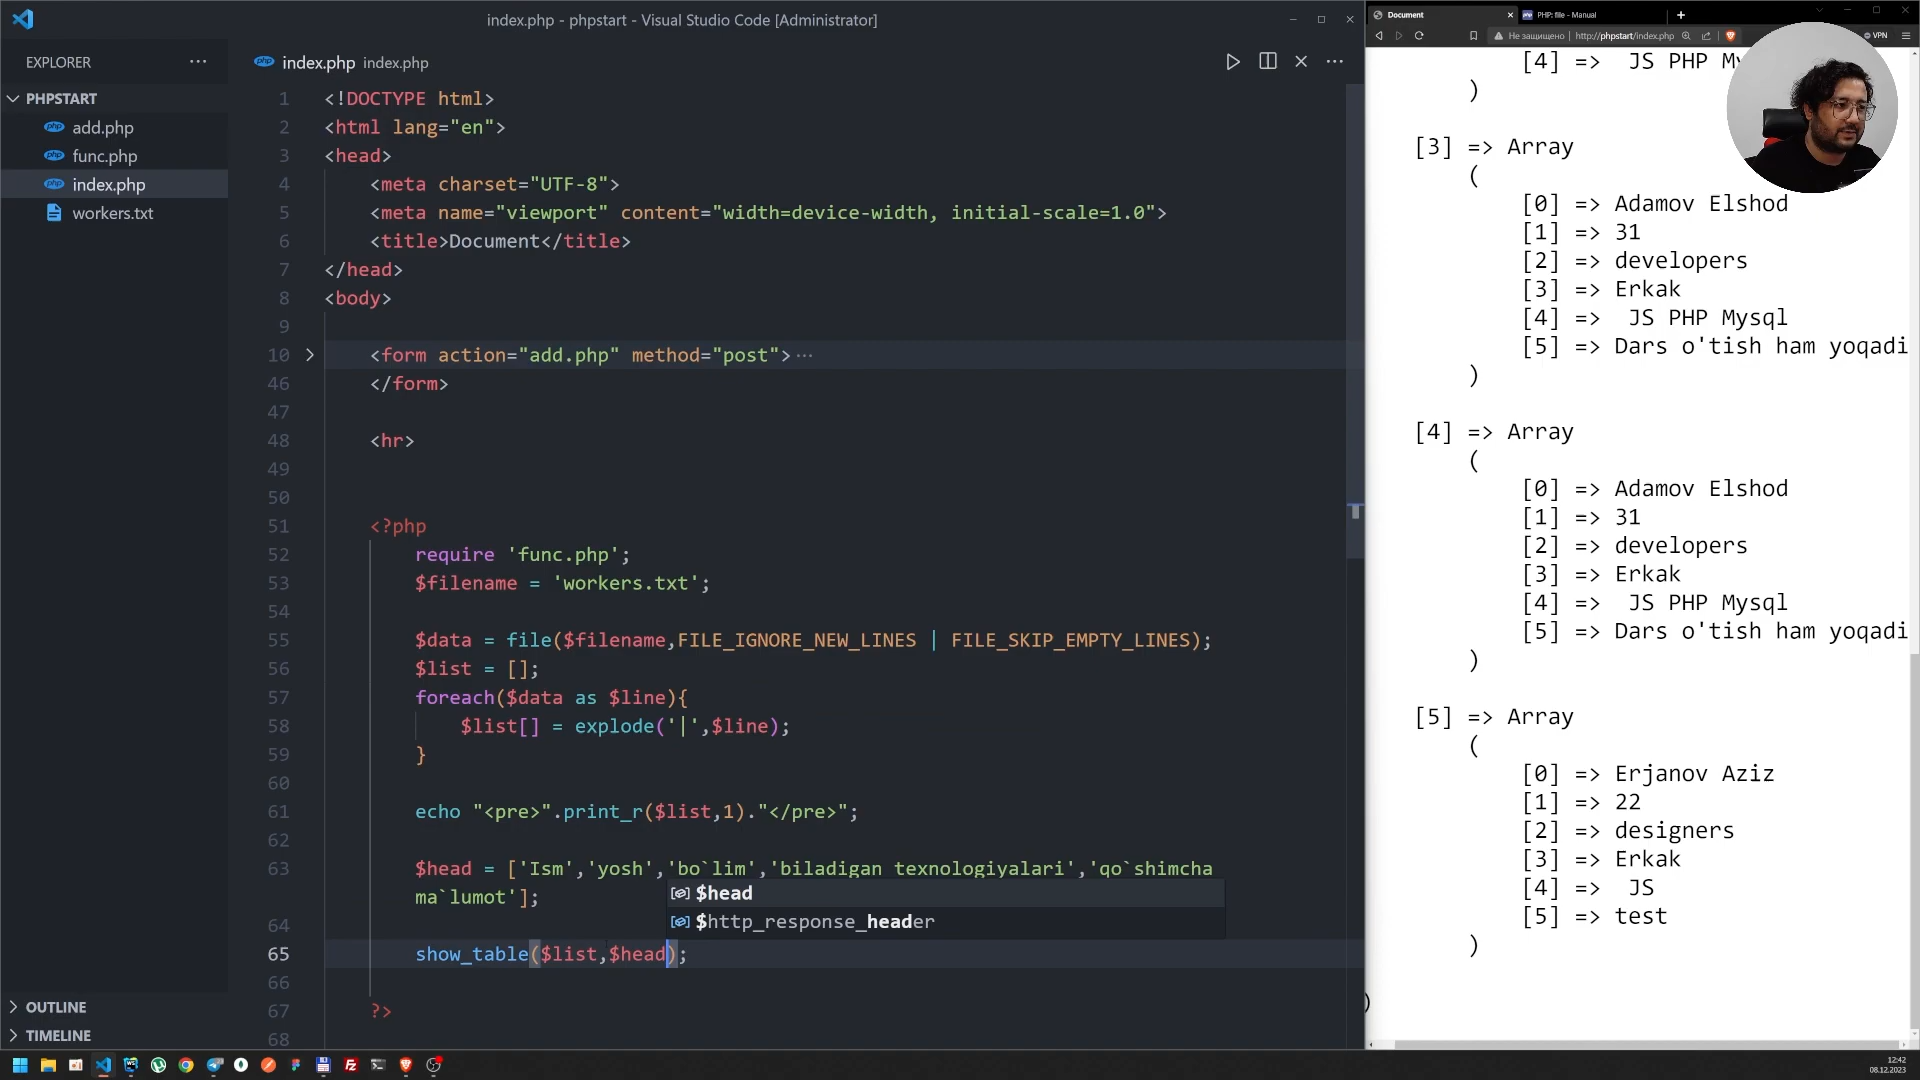 index.php - phpstart - Visual Studio Code [Administrator]
EXPLORER
PHPSTART
add.php
func.php
index.php
workers.txt
OUTLINE
TIMELINE
index.php index.php
1 <!DOCTYPE html>
2 <html lang="en">
3 <head>
4 <meta charset="UTF-8">
5 <meta name="viewport" content="width=device-width, initial-scale=1.0">
6 <title>Document</title>
7 </head>
8 <body>
9
10 <form action="add.php" method="post">
46 </form>
47
48 <hr>
49
50
51 <?php
52 require 'func.php';
53 $filename = 'workers.txt';
54
55 $data = file($filename,FILE_IGNORE_NEW_LINES | FILE_SKIP_EMPTY_LINES);
56 $list = [];
57 foreach($data as $line){
58 $list[] = explode('|',$line);
59 }
60
61 echo "<pre>".print_r($list,1)."</pre>";
62
63 $head = ['Ism','yosh','bo`lim','biladigan texnologiyalari','qo`shimcha
ma`lumot'];
$head
$http_response_header
64
65 show_table($list,$head);
66
67 ?>
68
Document
PHP: file - Manual
Не защищено
http://phpstart/index.php
VPN
[4] => JS PHP My
)
[3] => Array
(
[0] => Adamov Elshod
[1] => 31
[2] => developers
[3] => Erkak
[4] => JS PHP Mysql
[5] => Dars o'tish ham yoqadi
)
[4] => Array
(
[0] => Adamov Elshod
[1] => 31
[2] => developers
[3] => Erkak
[4] => JS PHP Mysql
[5] => Dars o'tish ham yoqadi
)
[5] => Array
(
[0] => Erjanov Aziz
[1] => 22
[2] => designers
[3] => Erkak
[4] => JS
[5] => test
)
)
12:42
08.12.2023